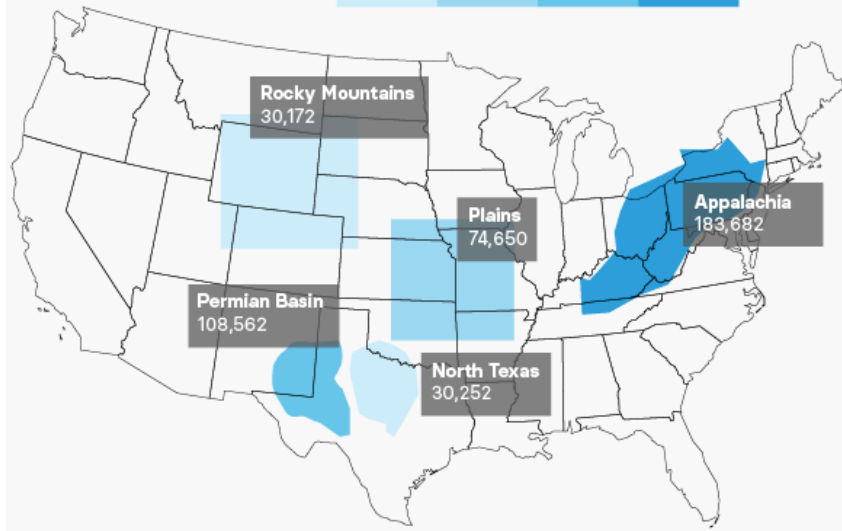 Rocky Mountains
30,172
Plains
74,650
Appalachia
183,682
Permian Basin
108,562
North Texas
30,252